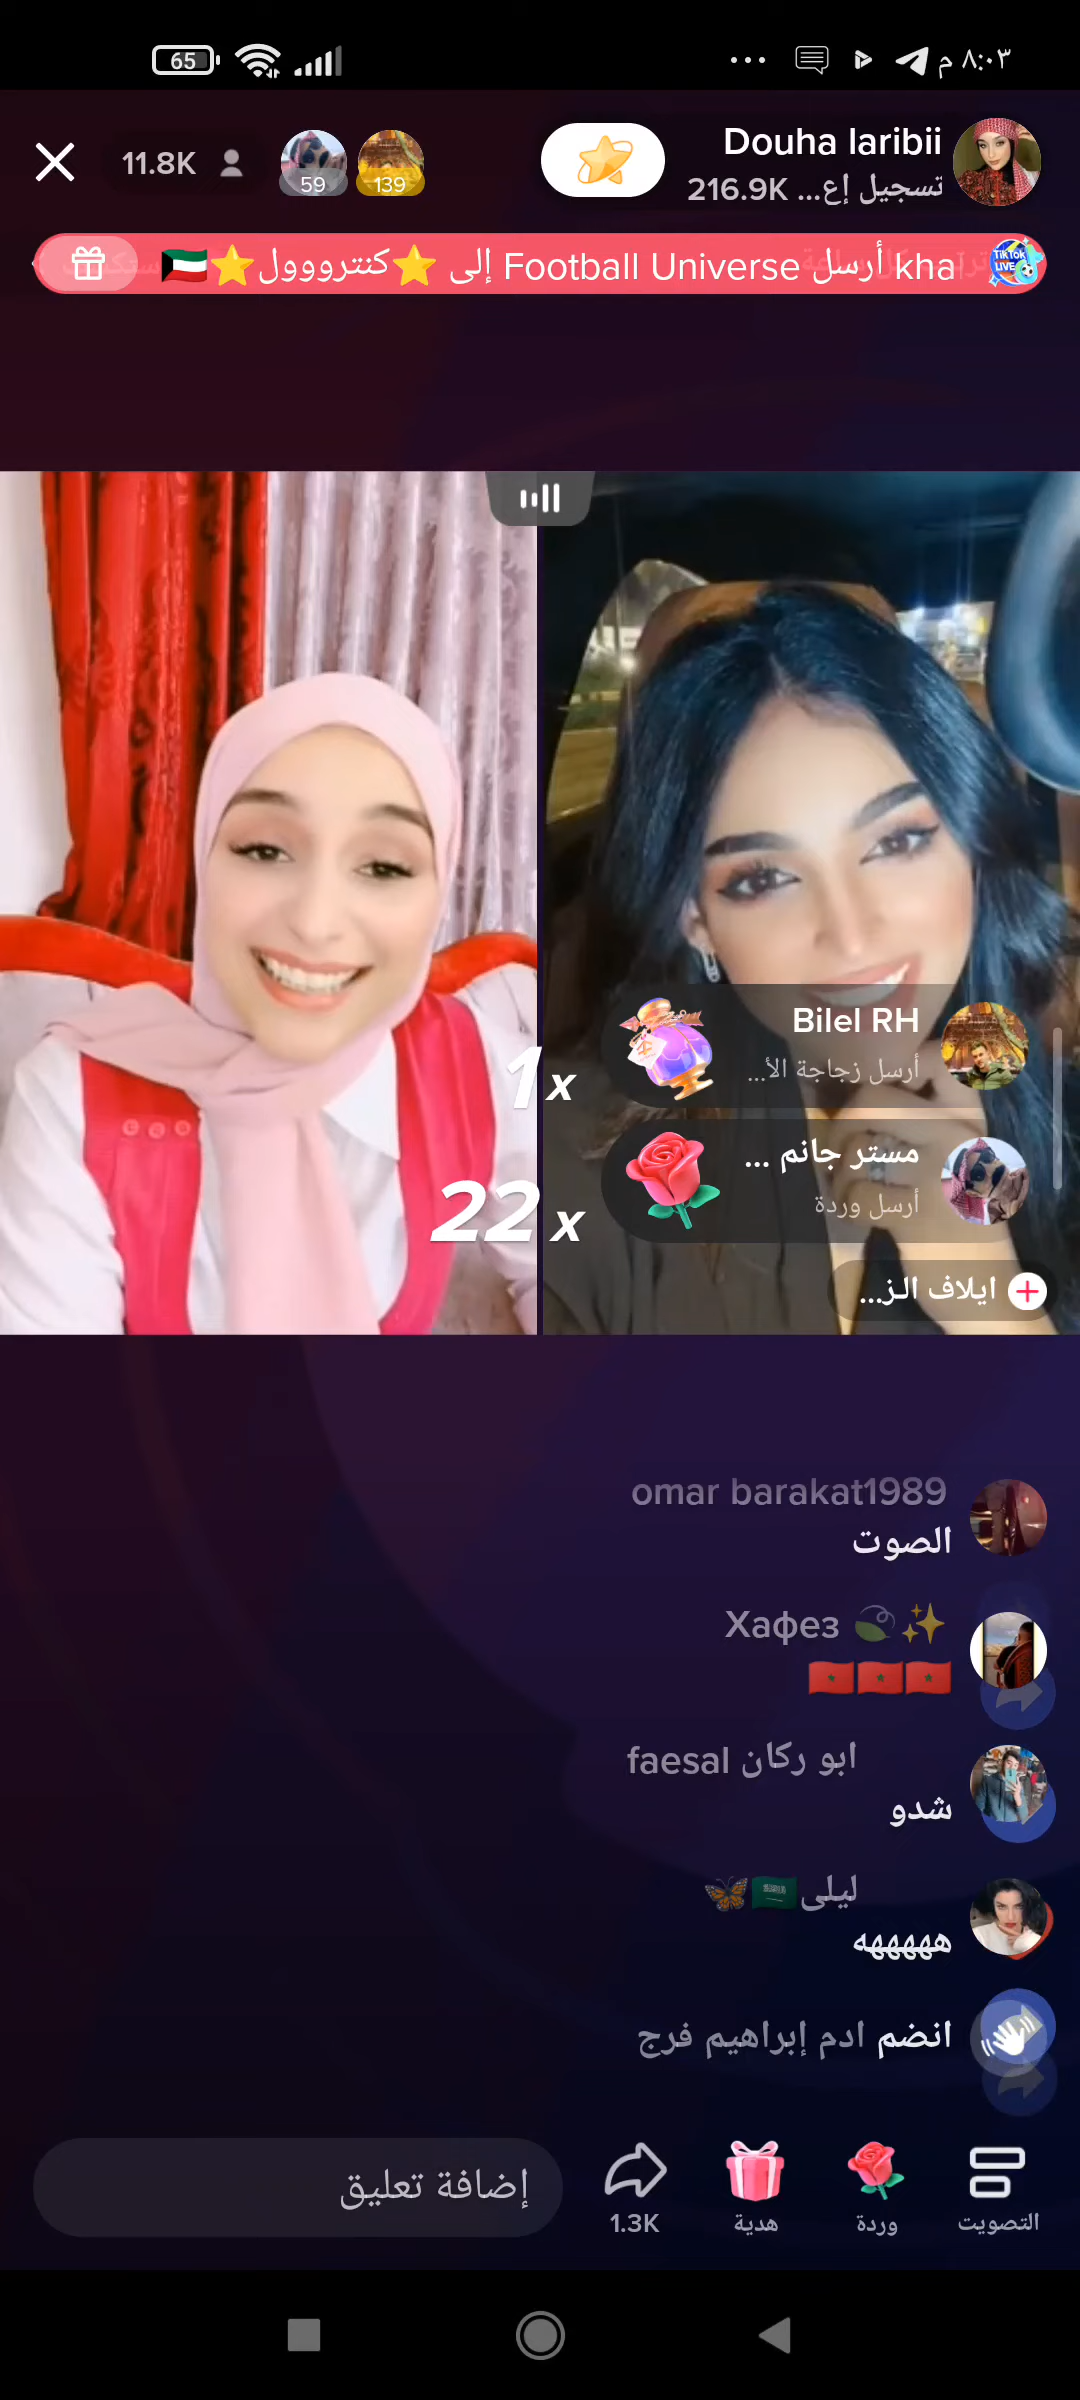 65
٨:٠٣ م
11.8K
59
139
Douha laribii
216.9K تسجيل إع...
TikTok LIVE
kha أرسل Football Universe إلى ⭐كنتروووول⭐🇰🇼
Bilel RH
أرسل زجاجة الأ...
1x
مستر جانم ...
أرسل وردة
22x
ايلاف الز...
omar barakat1989
الصوت
Хафез 🍃✨
🇲🇦🇲🇦🇲🇦
ابو ركان faesal
شدو
ليلى🇸🇦🦋
هههههه
انضم ادم إبراهيم فرج
إضافة تعليق
1.3K
هدية
وردة
التصويت